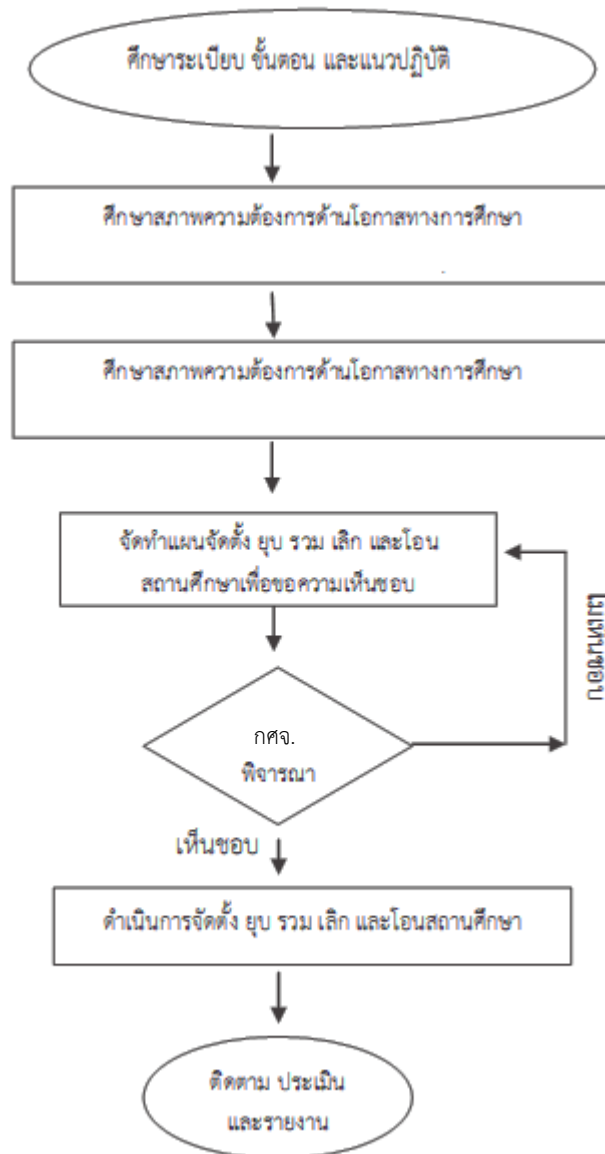 ศึกษาระเบียบ ขั้นตอน และแนวปฏิบัติ
ศึกษาสภาพความต้องการด้านโอกาสทางการศึกษา
ศึกษาสภาพความต้องการด้านโอกาสทางการศึกษา
จัดทำแผนจัดตั้ง ยุบ รวม เลิก และโอน
สถานศึกษาเพื่อขอความเห็นชอบ
ไม่เห็นชอบ
กศจ.
พิจารณา
เห็นชอบ
ดำเนินการจัดตั้ง ยุบ รวม เลิก และโอนสถานศึกษา
ติดตาม ประเมิน
และรายงาน